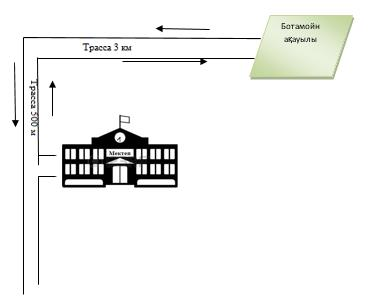 Ботамойн
ақауылы
Трасса 3 км
Трасса 500 м
Мектеп